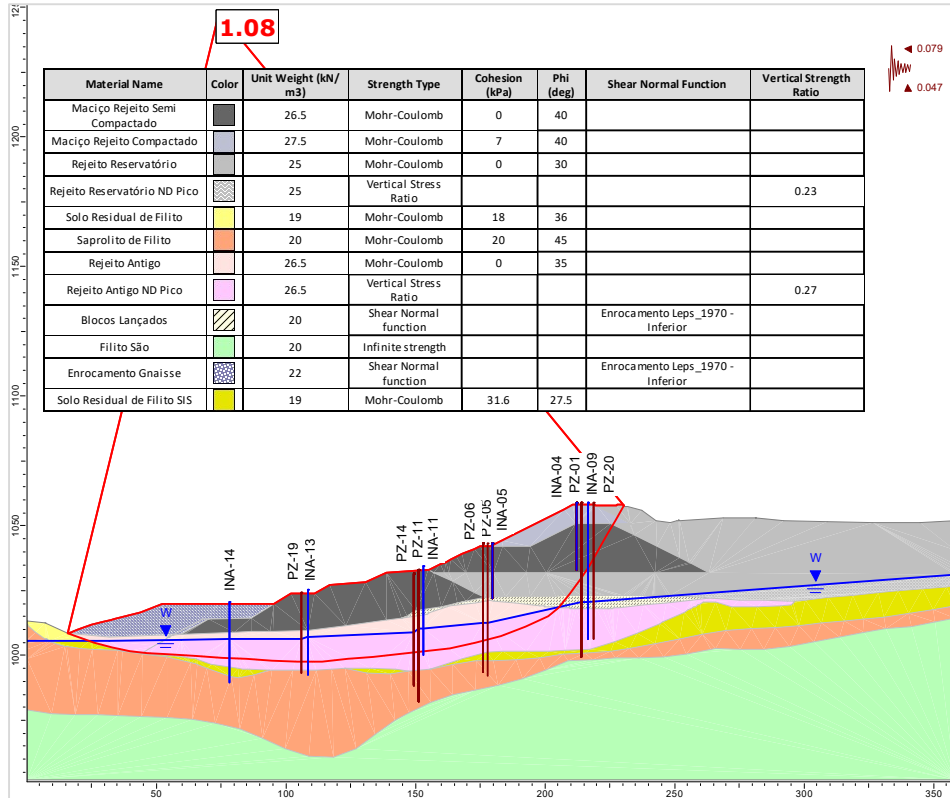 1.08
0.079
0.047
Material Name Color Unit Weight (kN/
m3) Strength Type Cohesion
(kPa) Phi
(deg) Shear Normal Function Vertical Strength
Ratio
Maciço Rejeito Semi
Compactado 26.5 Mohr-Coulomb 0 40
Maciço Rejeito Compactado 27.5 Mohr-Coulomb 7 40
Rejeito Reservatório 25 Mohr-Coulomb 0 30
Rejeito Reservatório ND Pico 25 Vertical Stress
Ratio 0.23
Solo Residual de Filito 19 Mohr-Coulomb 18 36
Saprolito de Filito 20 Mohr-Coulomb 20 45
Rejeito Antigo 26.5 Mohr-Coulomb 0 35
Rejeito Antigo ND Pico 26.5 Vertical Stress
Ratio 0.27
Blocos Lançados 20 Shear Normal
function Enrocamento Leps_1970 -
Inferior
Filito São 20 Infinite strength
Enrocamento Gnaisse 22 Shear Normal
function Enrocamento Leps_1970 -
Inferior
Solo Residual de Filito SIS 19 Mohr-Coulomb 31.6 27.5
1200
1150
1100
1050
1000
INA-14
PZ-19
INA-13
PZ-14
PZ-11
INA-11
PZ-06
PZ-05
INA-05
INA-04
PZ-01
INA-09
PZ-20
W
W
50 100 150 200 250 300 350